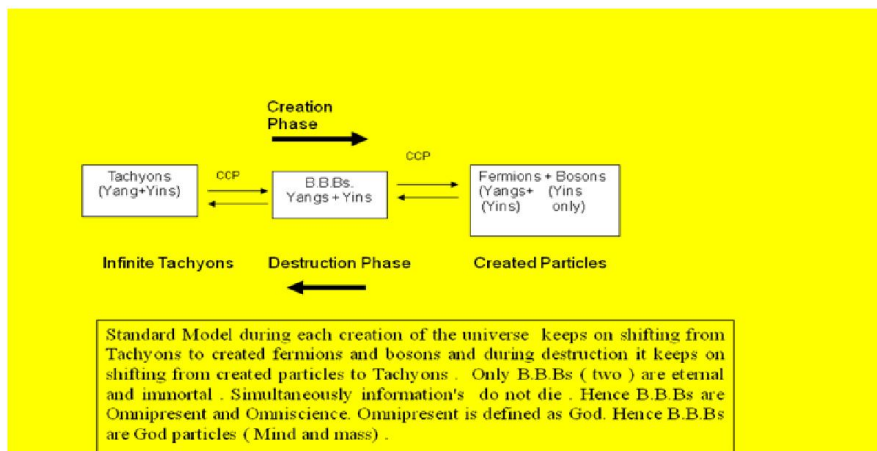 Creation
Phase
CCP
Tachyons
(Yang+Yins)
CCP
B.B.Bs.
Yangs + Yins
Fermions + Bosons
(Yangs+ (Yins
(Yins) only)
Infinite Tachyons Destruction Phase Created Particles
Standard Model during each creation of the universe keeps on shifting from
Tachyons to created fermions and bosons and during destruction it keeps on
shifting from created particles to Tachyons . Only B.B.Bs ( two ) are eternal
and immortal . Simultaneously information's do not die . Hence B.B.Bs are
Omnipresent and Omniscience. Omnipresent is defined as God. Hence B.B.Bs
are God particles ( Mind and mass) .